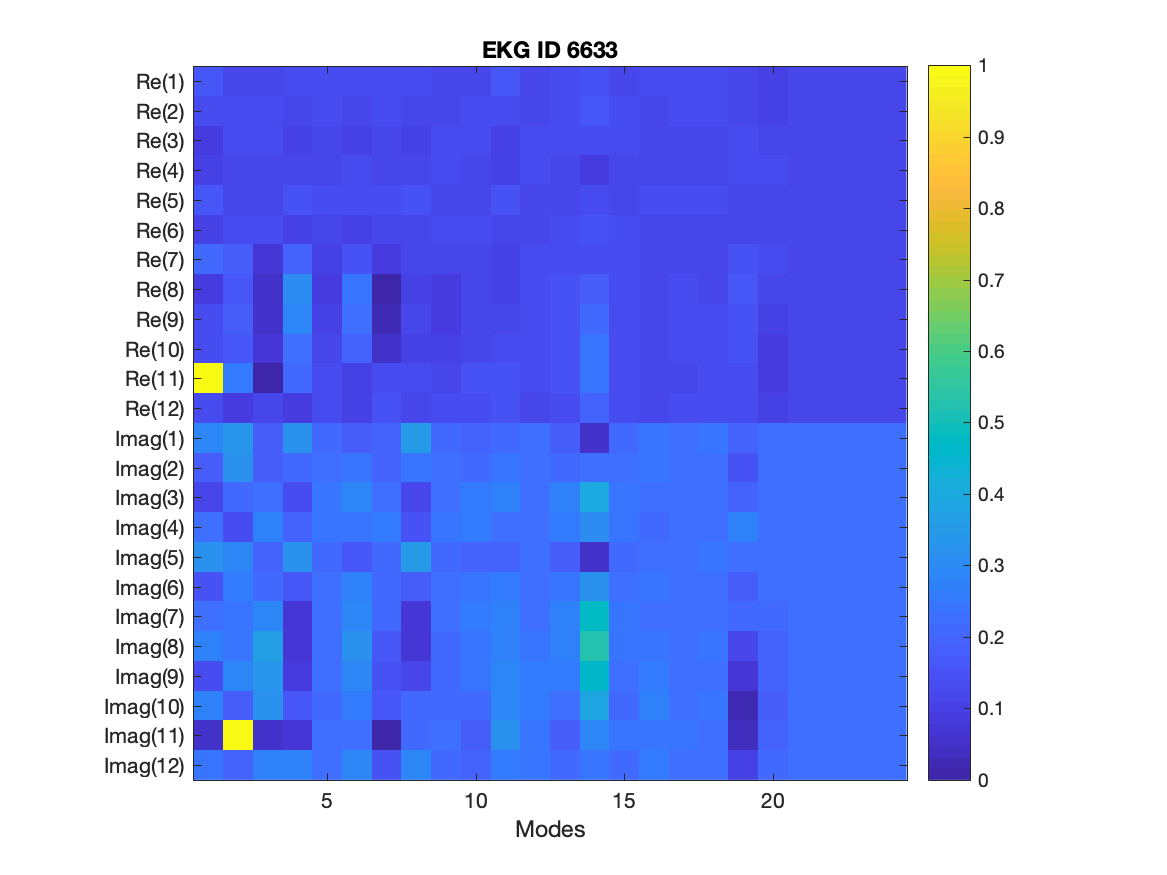 EKG ID 6633
Re(1)
Re(2)
Re(3)
Re(4)
Re(5)
Re(6)
Re(7)
Re(8)
Re(9)
Re(10)
Re(11)
Re(12)
Imag(1)
Imag(2)
Imag(3)
Imag(4)
Imag(5)
Imag(6)
Imag(7)
Imag(8)
Imag(9)
Imag(10)
Imag(11)
Imag(12)
5 10 15 20
Modes
1
0.9
0.8
0.7
0.6
0.5
0.4
0.3
0.2
0.1
0